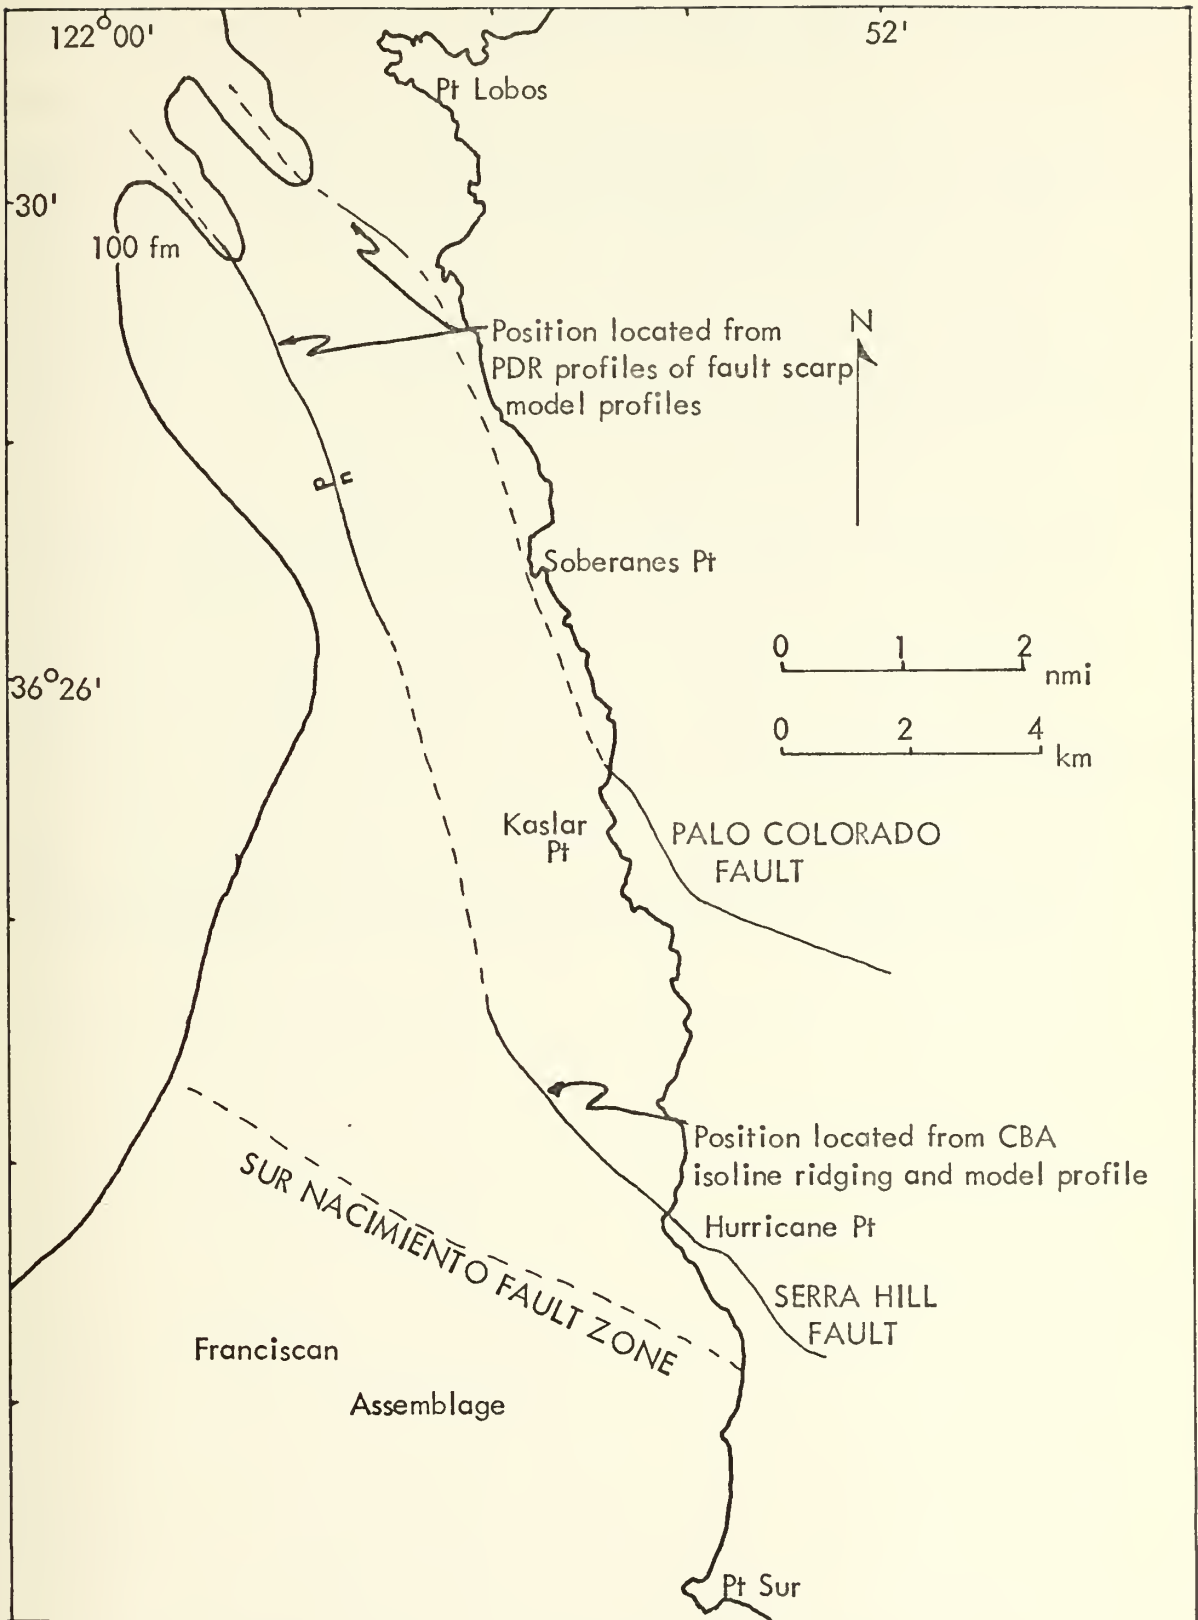 122°00'
52'
Pt Lobos
30'
100 fm
N
Position located from
PDR profiles of fault scarp
model profiles
P
n
Soberanes Pt
0 1 2
nmi
36°26'
0 2 4
km
Kaslar
Pt
PALO COLORADO
FAULT
Position located from CBA
isoline ridging and model profile
Hurricane Pt
SUR NACIMIENTO FAULT ZONE
SERRA HILL
FAULT
Franciscan
Assemblage
Pt Sur